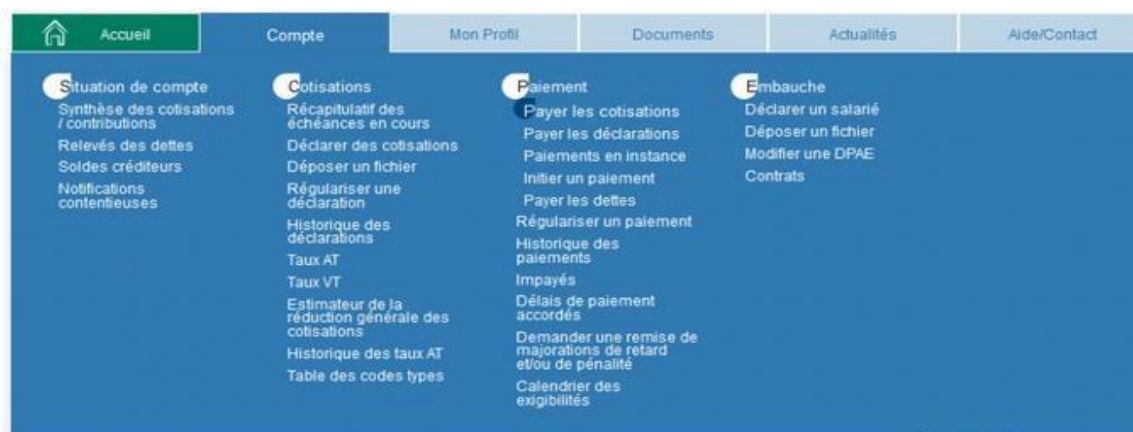 Accueil
Compte
Mon Profil
Documents
Actualités
Aide/Contact
Situation de compte
Synthèse des cotisations
/ contributions
Relevés des dettes
Soldes créditeurs
Notifications
contentieuses
Cotisations
Récapitulatif des
échéances en cours
Déclarer des cotisations
Déposer un fichier
Régulariser une
déclaration
Historique des
déclarations
Taux AT
Taux VT
Estimateur de la
réduction générale des
cotisations
Historique des taux AT
Table des codes types
Paiement
Payer les cotisations
Payer les déclarations
Paiements en instance
Initier un paiement
Payer les dettes
Régulariser un paiement
Historique des
paiements
Impayés
Délais de paiement
accordés
Demander une remise de
majorations de retard
et/ou de pénalité
Calendrier des
exigibilités
Embauche
Déclarer un salarié
Déposer un fichier
Modifier une DPAE
Contrats